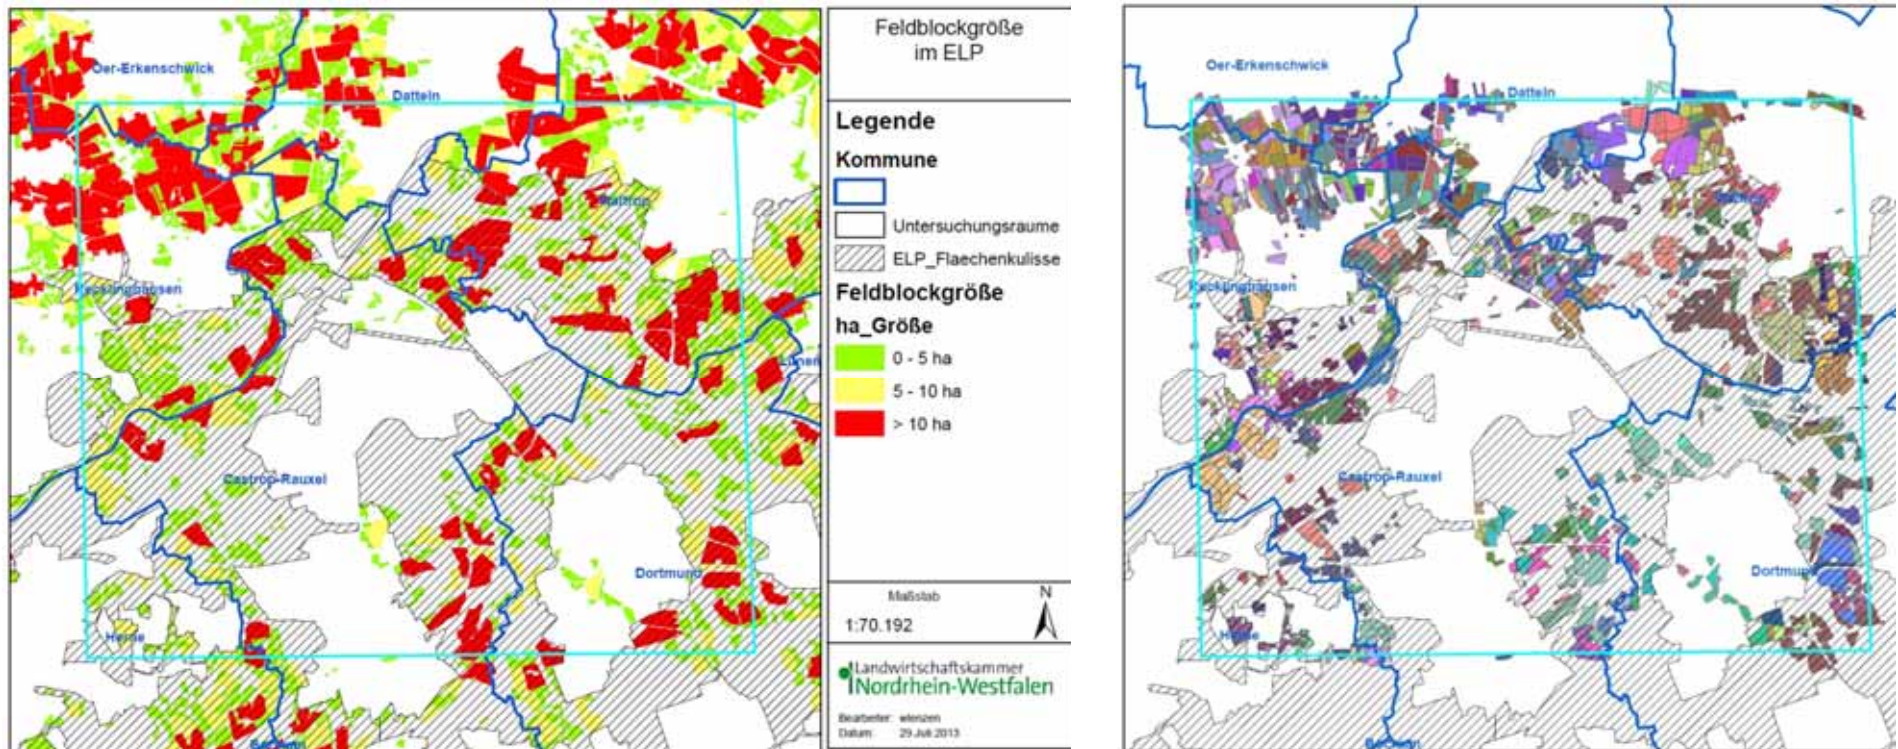 Oer-Erkenschwick
Datteln
Recklinghausen
Castrop-Rauxel
Dortmund
Herne
Feldblockgröße
im ELP
Legende
Kommune
Untersuchungsraume
ELP_Flaechenkulisse
Feldblockgröße
ha_Größe
0 - 5 ha
5 - 10 ha
> 10 ha
Maßstab
N
1:70.192
Landwirtschaftskammer
Nordrhein-Westfalen
Bearbeiter: wienzen
Datum: 29 Juli 2013
Oer-Erkenschwick
Datteln
Recklinghausen
Castrop-Rauxel
Dortmund
Herne